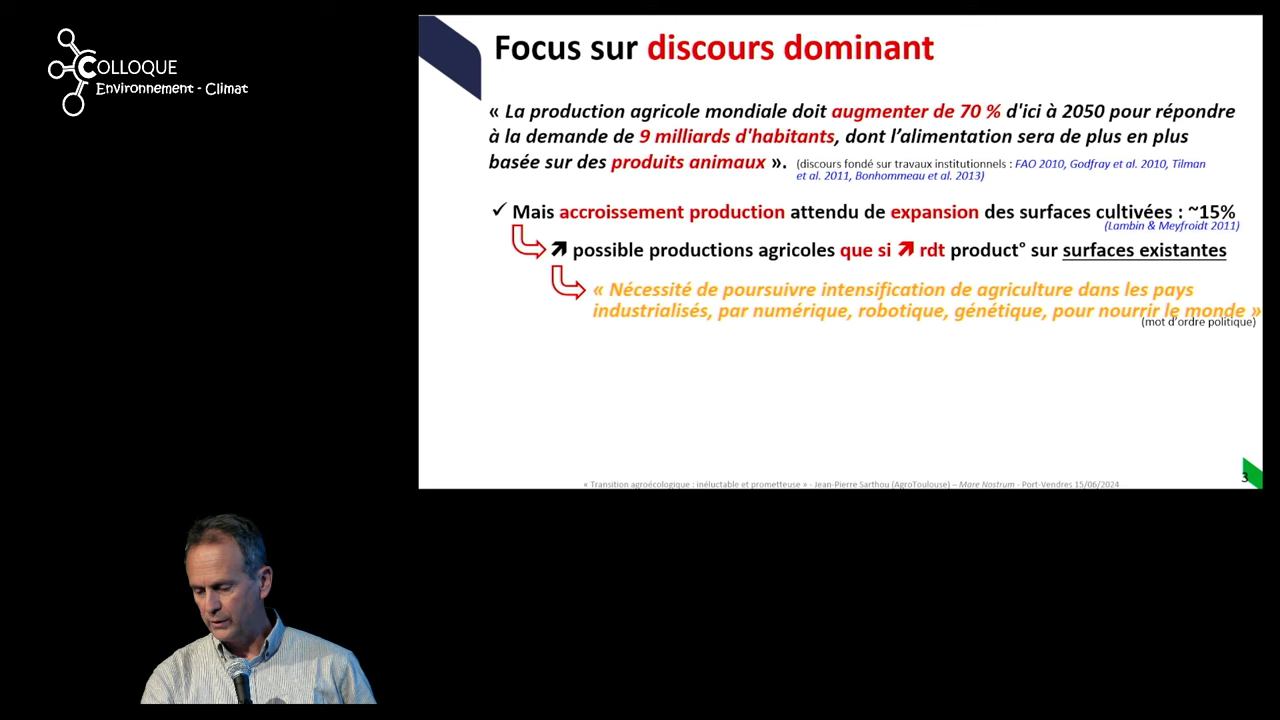 COLLOQUE
Environnement - Climat
Focus sur discours dominant
« La production agricole mondiale doit augmenter de 70 % d'ici à 2050 pour répondre
à la demande de 9 milliards d'habitants, dont l’alimentation sera de plus en plus
basée sur des produits animaux ». (discours fondé sur travaux institutionnels : FAO 2010, Godfray et al. 2010, Tilman
et al. 2011, Bonhommeau et al. 2013)
✓ Mais accroissement production attendu de expansion des surfaces cultivées : ~15%
(Lambin & Meyfroidt 2011)
↗ possible productions agricoles que si ↗ rdt product° sur surfaces existantes
« Nécessité de poursuivre intensification de agriculture dans les pays
industrialisés, par numérique, robotique, génétique, pour nourrir le monde »
(mot d’ordre politique)
3
« Transition agroécologique : inéluctable et prometteuse » - Jean-Pierre Sarthou (AgroToulouse) – Mare Nostrum - Port-Vendres 15/06/2024